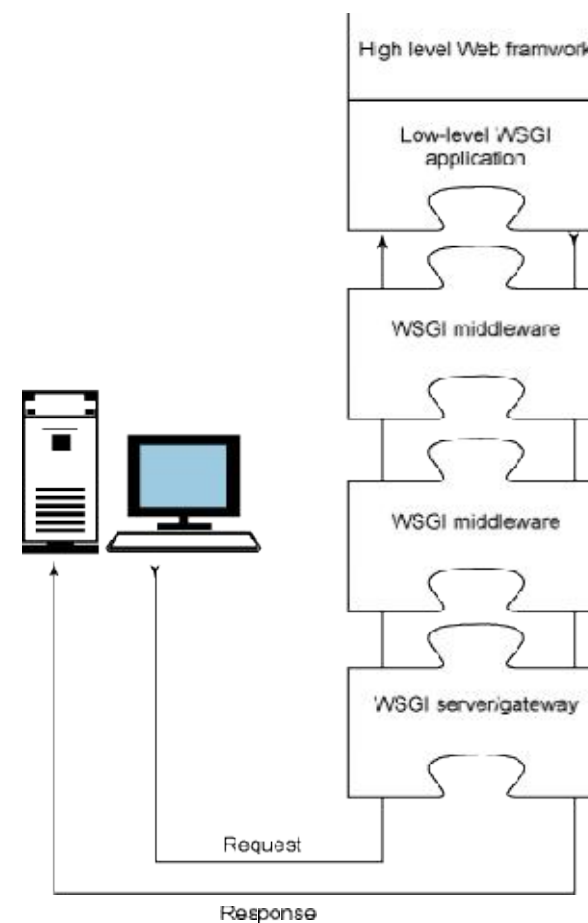 High level Web framwork
Low-level WSGI
application
WSGI middleware
WSGI middleware
WSGI server/gateway
Request
Response